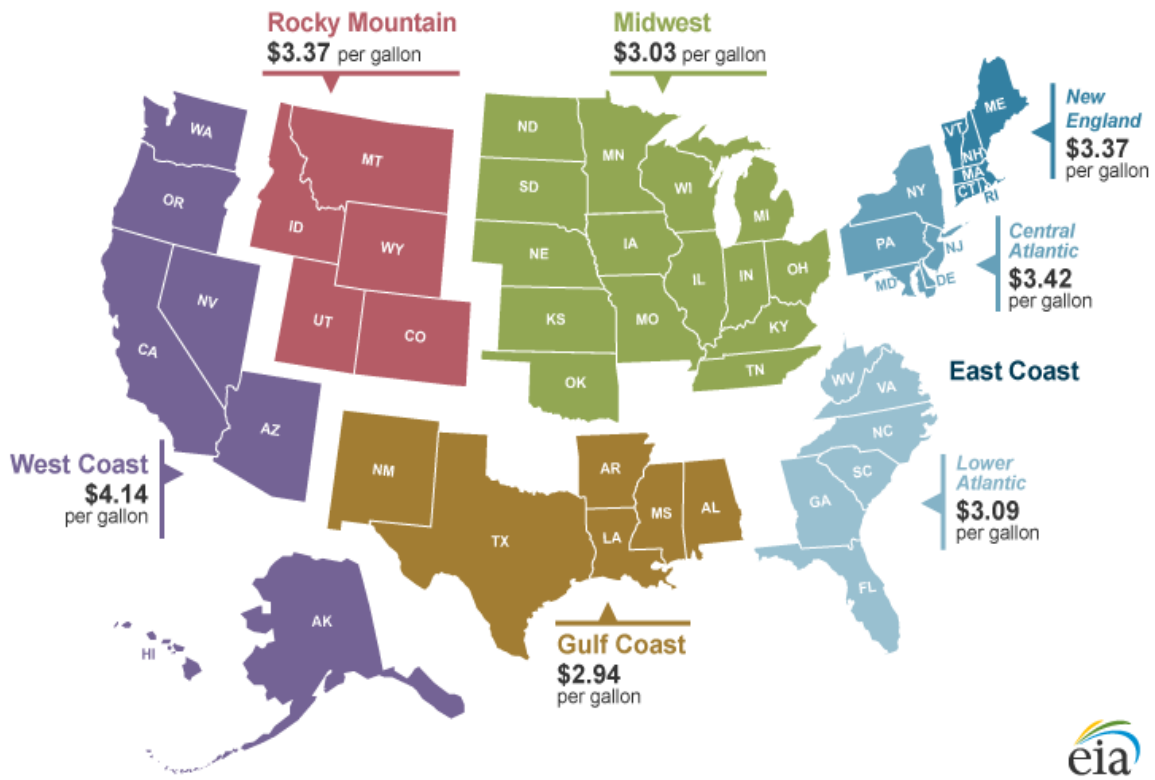 Rocky Mountain
$3.37 per gallon
Midwest
$3.03 per gallon
New
England
$3.37
per gallon
Central
Atlantic
$3.42
per gallon
East Coast
Lower
Atlantic
$3.09
per gallon
West Coast
$4.14
per gallon
Gulf Coast
$2.94
per gallon
WA
OR
CA
NV
AZ
AK
HI
MT
ID
WY
UT
CO
ND
SD
NE
KS
OK
MN
IA
MO
WI
IL
MI
IN
OH
KY
TN
NM
TX
AR
LA
MS
AL
ME
VT
NH
MA
CT
RI
NY
PA
NJ
MD
DE
WV
VA
NC
SC
GA
FL
eia